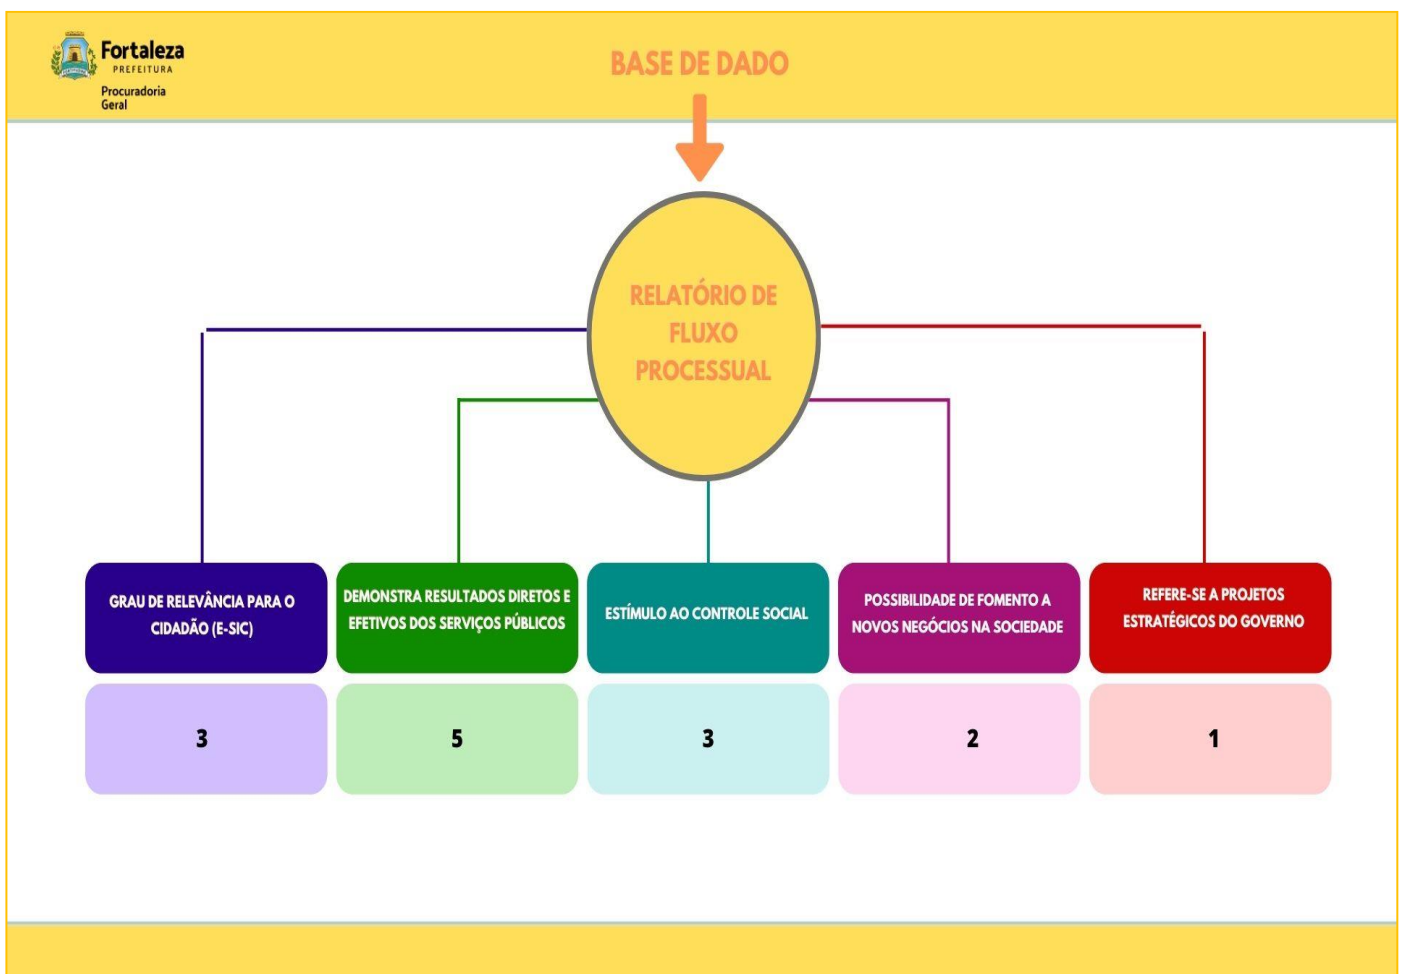 Fortaleza
PREFEITURA
Procuradoria
Geral
BASE DE DADO
RELATÓRIO DE
FLUXO
PROCESSUAL
GRAU DE RELEVÂNCIA PARA O
CIDADÃO (E-SIC)
DEMONSTRA RESULTADOS DIRETOS E
EFETIVOS DOS SERVIÇOS PÚBLICOS
ESTÍMULO AO CONTROLE SOCIAL
POSSIBILIDADE DE FOMENTO A
NOVOS NEGÓCIOS NA SOCIEDADE
REFERE-SE A PROJETOS
ESTRATÉGICOS DO GOVERNO
3
5
3
2
1